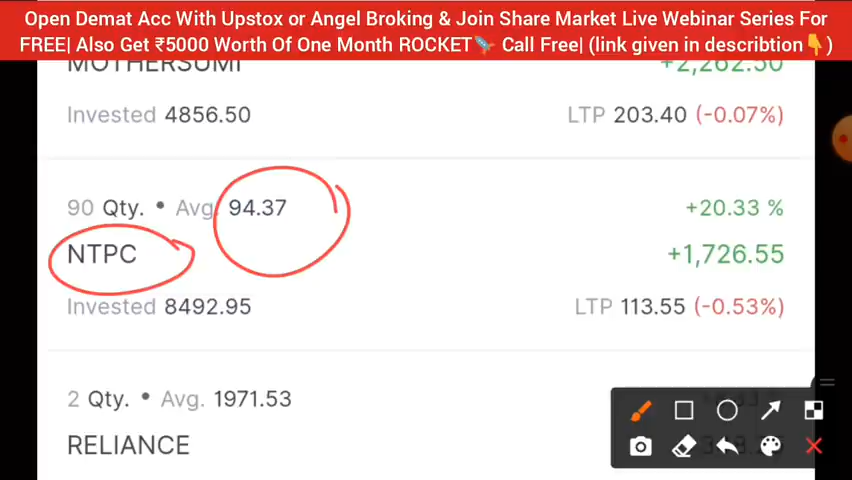 Open Demat Acc With Upstox or Angel Broking & Join Share Market Live Webinar Series For
FREE| Also Get ₹5000 Worth Of One Month ROCKET🚀 Call Free| (link given in describtion👇)
MOTHERSUMI +2,262.50
Invested 4856.50 LTP 203.40 (-0.07%)
90 Qty. • Avg. 94.37 +20.33 %
NTPC +1,726.55
Invested 8492.95 LTP 113.55 (-0.53%)
2 Qty. • Avg. 1971.53
RELIANCE